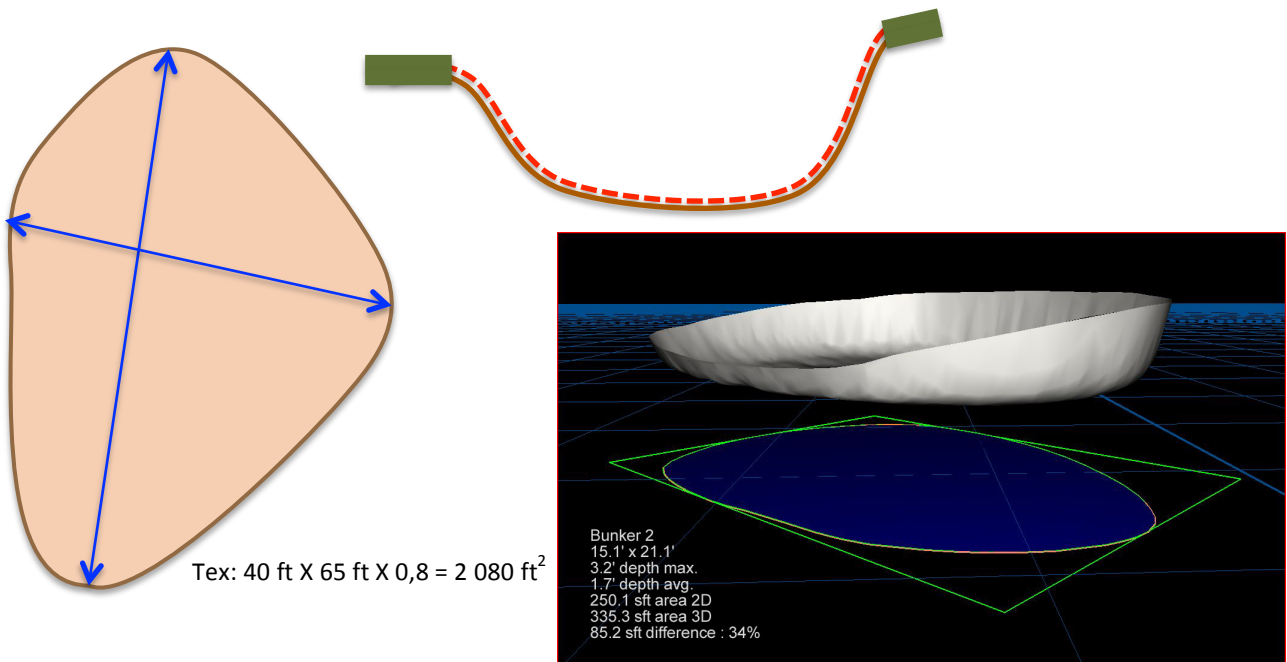 Tex: 40 ft X 65 ft X 0,8 = 2 080 ft²
Bunker 2
15.1' x 21.1'
3.2' depth max.
1.7' depth avg.
250.1 sft area 2D
335.3 sft area 3D
85.2 sft difference : 34%